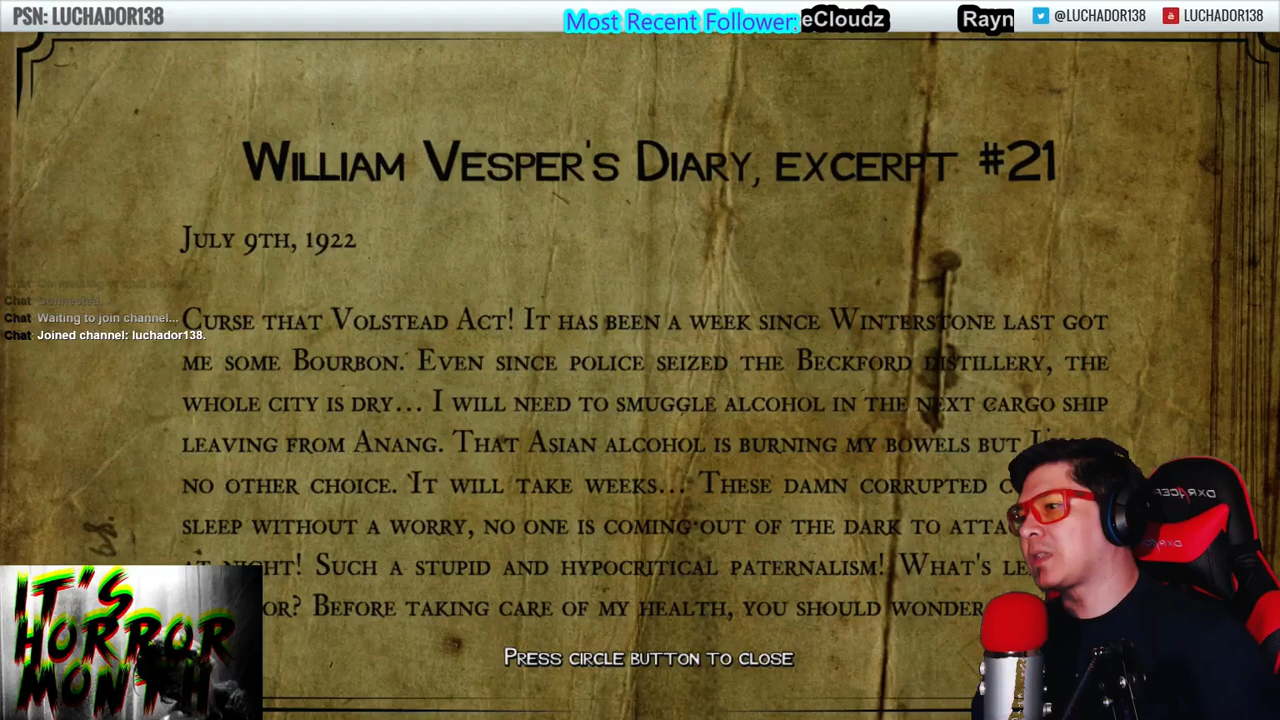 PSN: LUCHADOR138
Most Recent Follower: eCloudz Rayn
@LUCHADOR138 LUCHADOR138
William Vesper's Diary, excerpt #21
July 9th, 1922
Chat Connected.
Chat Waiting to join channel...
Chat Joined channel: luchador138.
Curse that Volstead Act! It has been a week since Winterstone last got
me some Bourbon. Even since police seized the Beckford distillery, the
whole city is dry... I will need to smuggle alcohol in the next cargo ship
leaving from Anang. That Asian alcohol is burning my bowels but
no other choice. It will take weeks... These damn corrupted
sleep without a worry, no one is coming out of the dark to
at night! Such a stupid and hypocritical paternalism! What's
Before taking care of my health, you should wonder
Press circle button to close
IT'S
HORROR
MONTH